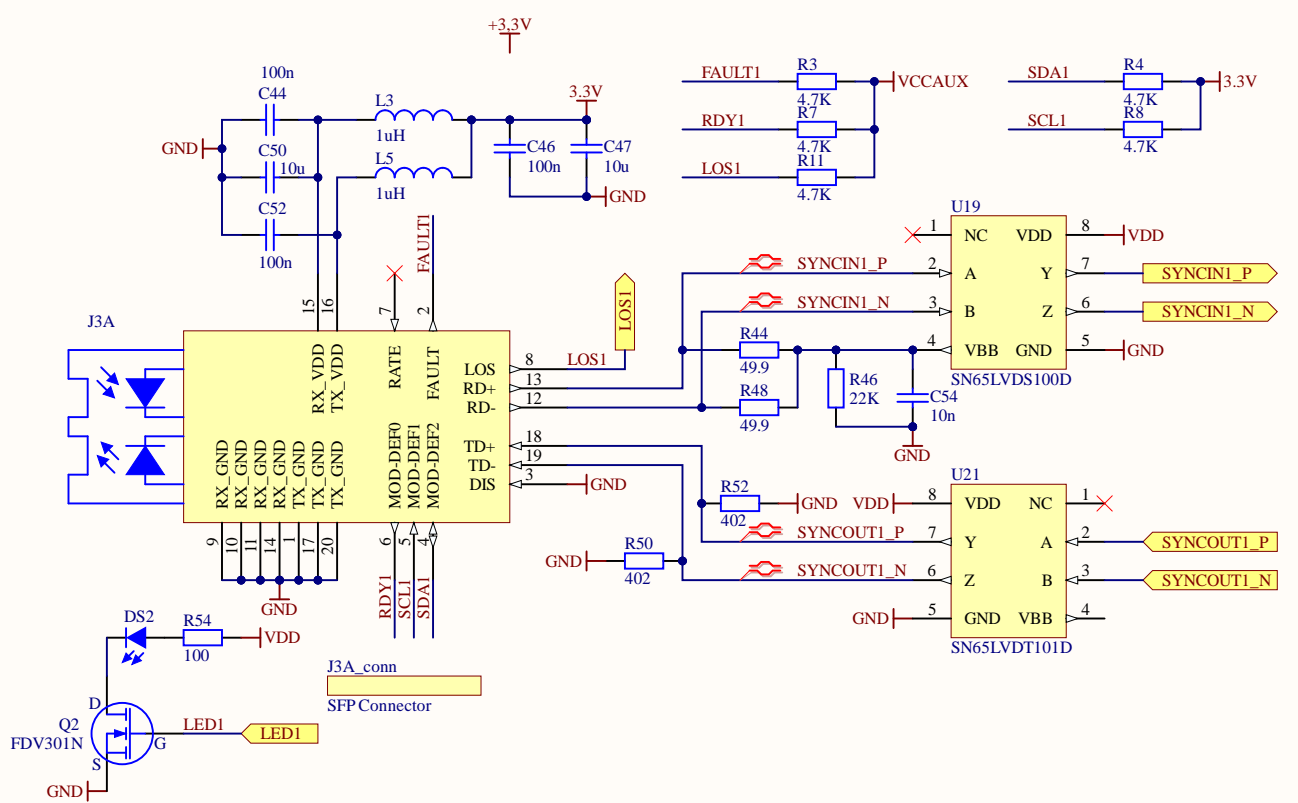 +3,3V
100n
C44
L3
1uH
3.3V
GND
C50
10u
L5
1uH
C46
100n
C47
10u
GND
C52
100n
FAULT1
R3
4.7K
VCCAUX
RDY1
R7
4.7K
LOS1
R11
4.7K
SDA1
R4
4.7K
3.3V
SCL1
R8
4.7K
FAULT1
15
16
7
2
J3A
RX_VDD
TX_VDD
RATE
FAULT
LOS
8
LOS1
LOS1
RD+
13
RD-
12
TD+
18
TD-
19
DIS
3
GND
RX_GND
RX_GND
RX_GND
RX_GND
TX_GND
TX_GND
TX_GND
MOD-DEF0
MOD-DEF1
MOD-DEF2
9
10
11
14
1
17
20
6
5
4
GND
RDY1
SCL1
SDA1
U19
1
NC
VDD
8
VDD
SYNCIN1_P
2
A
Y
7
SYNCIN1_P
SYNCIN1_N
3
B
Z
6
SYNCIN1_N
4
VBB
GND
5
GND
SN65LVDS100D
R44
49.9
R48
49.9
R46
22K
C54
10n
GND
U21
R52
402
GND
VDD
8
VDD
NC
1
SYNCOUT1_P
7
Y
A
2
SYNCOUT1_P
GND
R50
402
SYNCOUT1_N
6
Z
B
3
SYNCOUT1_N
GND
5
GND
VBB
4
SN65LVDT101D
DS2
R54
100
VDD
J3A_conn
SFP Connector
D
Q2
FDV301N
G
S
LED1
LED1
GND